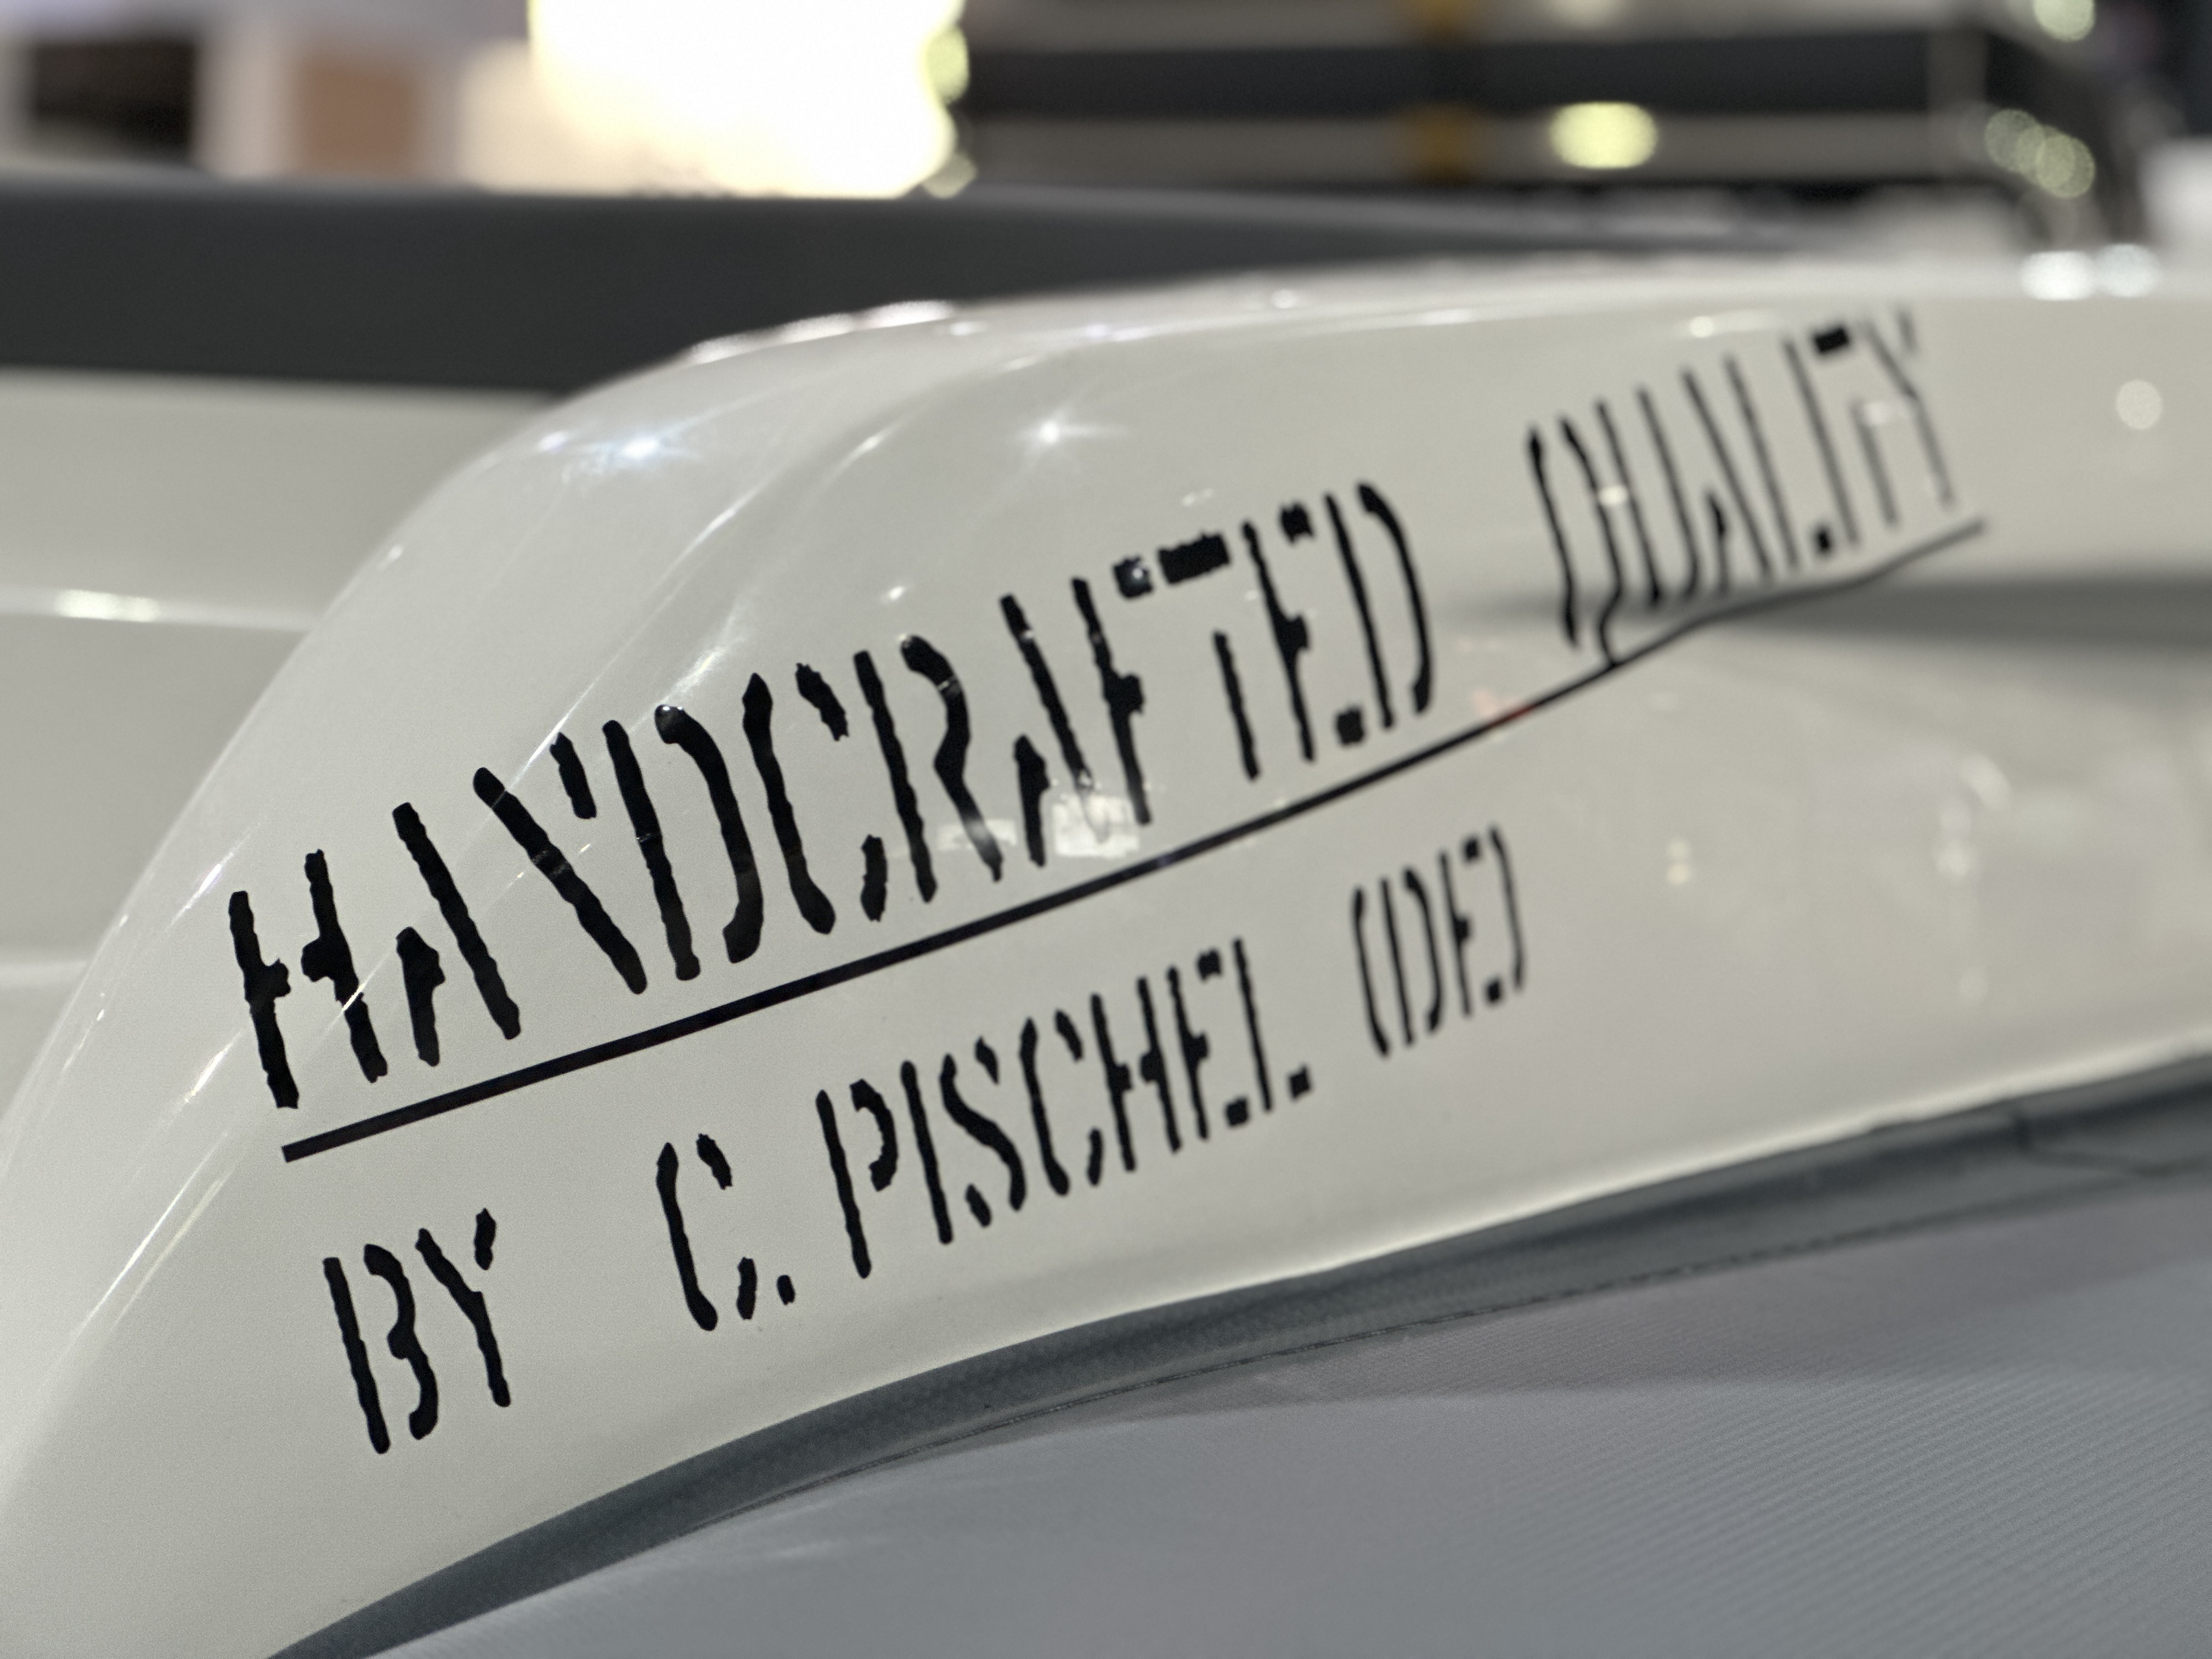 HANDCRAFTED QUALITY
BY C. PISCHEL (DE)